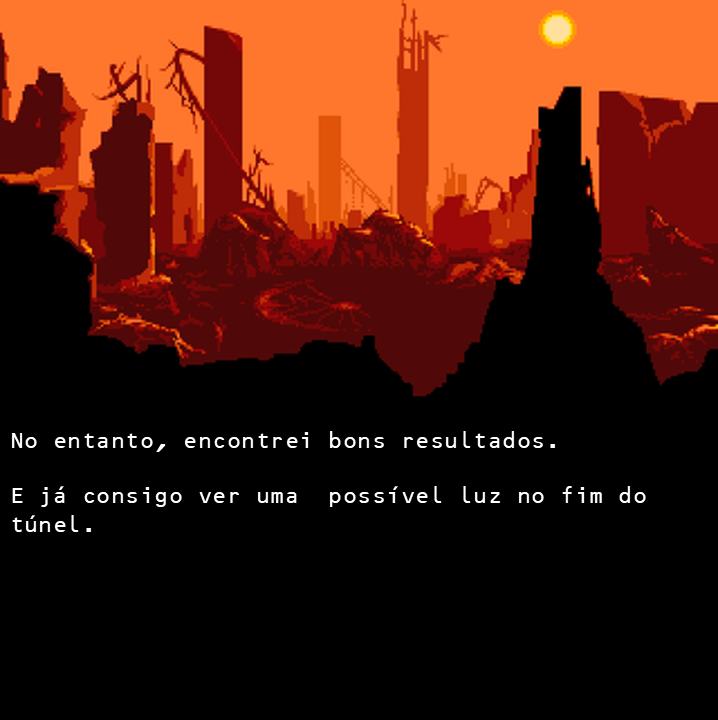 No entanto, encontrei bons resultados.
E já consigo ver uma  possível luz no fim do
túnel.